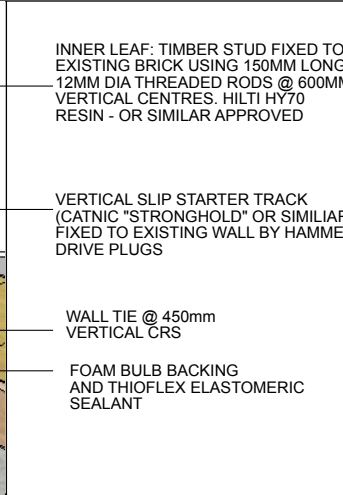 INNER LEAF: TIMBER STUD FIXED TO
EXISTING BRICK USING 150MM LONG
12MM DIA THREADED RODS @ 600MM
VERTICAL CENTRES. HILTI HY70
RESIN - OR SIMILAR APPROVED
VERTICAL SLIP STARTER TRACK
(CATNIC "STRONGHOLD" OR SIMILIAR
FIXED TO EXISTING WALL BY HAMME
DRIVE PLUGS
WALL TIE @ 450mm
VERTICAL CRS
FOAM BULB BACKING
AND THIOFLEX ELASTOMERIC
SEALANT